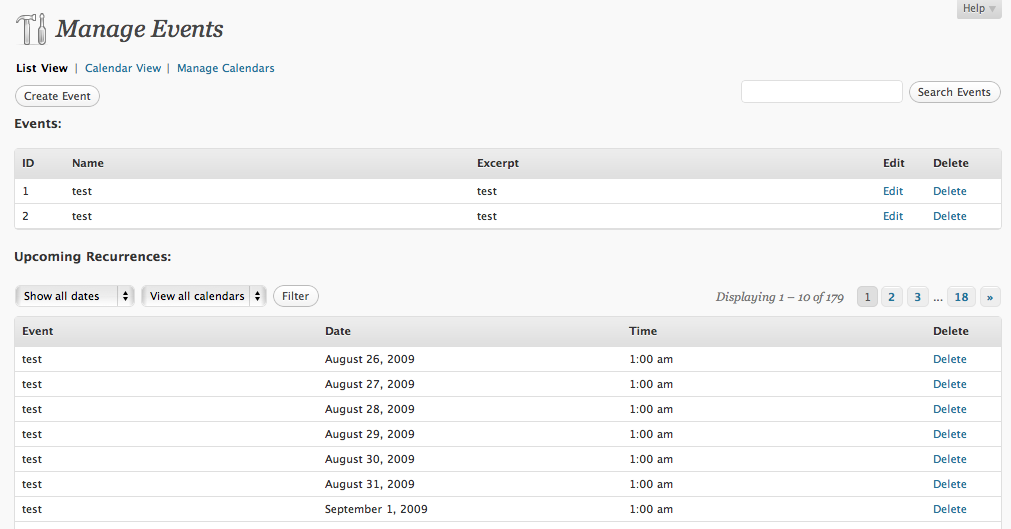 Help
Manage Events
List View | Calendar View | Manage Calendars
Create Event Search Events
Events:
ID Name Excerpt Edit Delete
1 test test Edit Delete
2 test test Edit Delete
Upcoming Recurrences:
Show all dates View all calendars Filter Displaying 1 – 10 of 179 1 2 3 ... 18 »
Event Date Time Delete
test August 26, 2009 1:00 am Delete
test August 27, 2009 1:00 am Delete
test August 28, 2009 1:00 am Delete
test August 29, 2009 1:00 am Delete
test August 30, 2009 1:00 am Delete
test August 31, 2009 1:00 am Delete
test September 1, 2009 1:00 am Delete